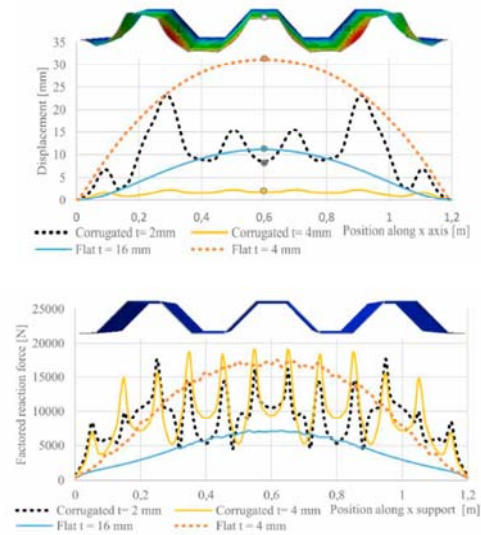 35
30
25
20
15
10
5
0
Displacement [mm]
0 0,2 0,4 0,6 0,8 1 1,2
Corrugated t= 2mm Corrugated t= 4mm Position along x axis [m]
Flat t = 16 mm Flat t = 4 mm
25000
20000
15000
10000
5000
0
Factored reaction force [N]
0 0,2 0,4 0,6 0,8 1 1,2
Corrugated t= 2 mm Corrugated t= 4 mm Position along x support [m]
Flat t = 16 mm Flat t = 4 mm